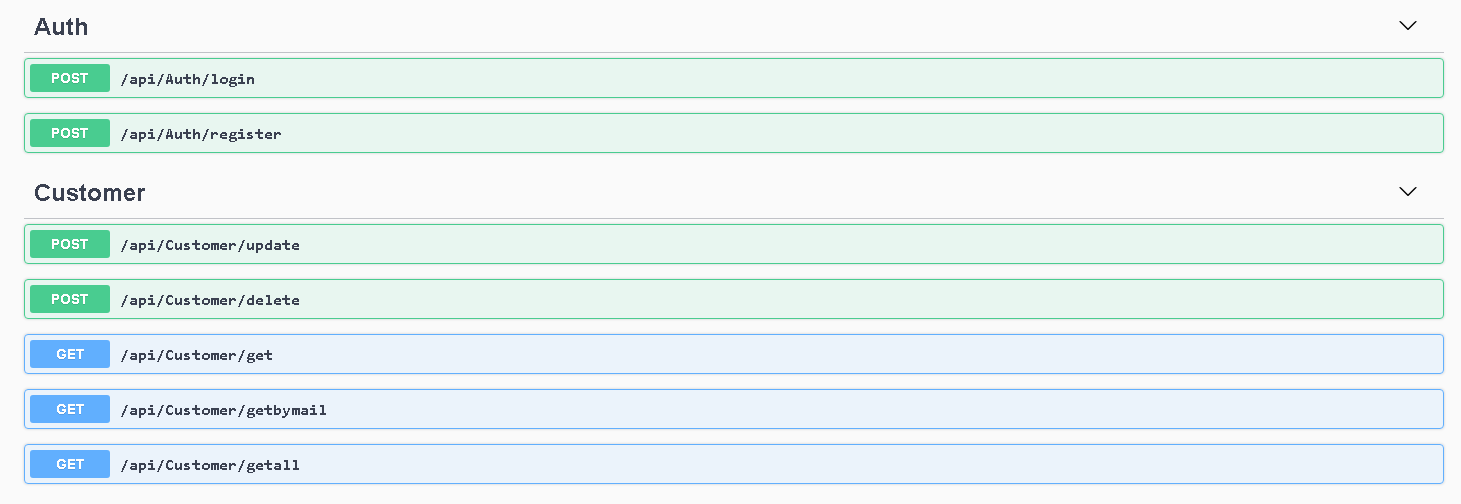 Auth
POST /api/Auth/login
POST /api/Auth/register
Customer
POST /api/Customer/update
POST /api/Customer/delete
GET /api/Customer/get
GET /api/Customer/getbymail
GET /api/Customer/getall